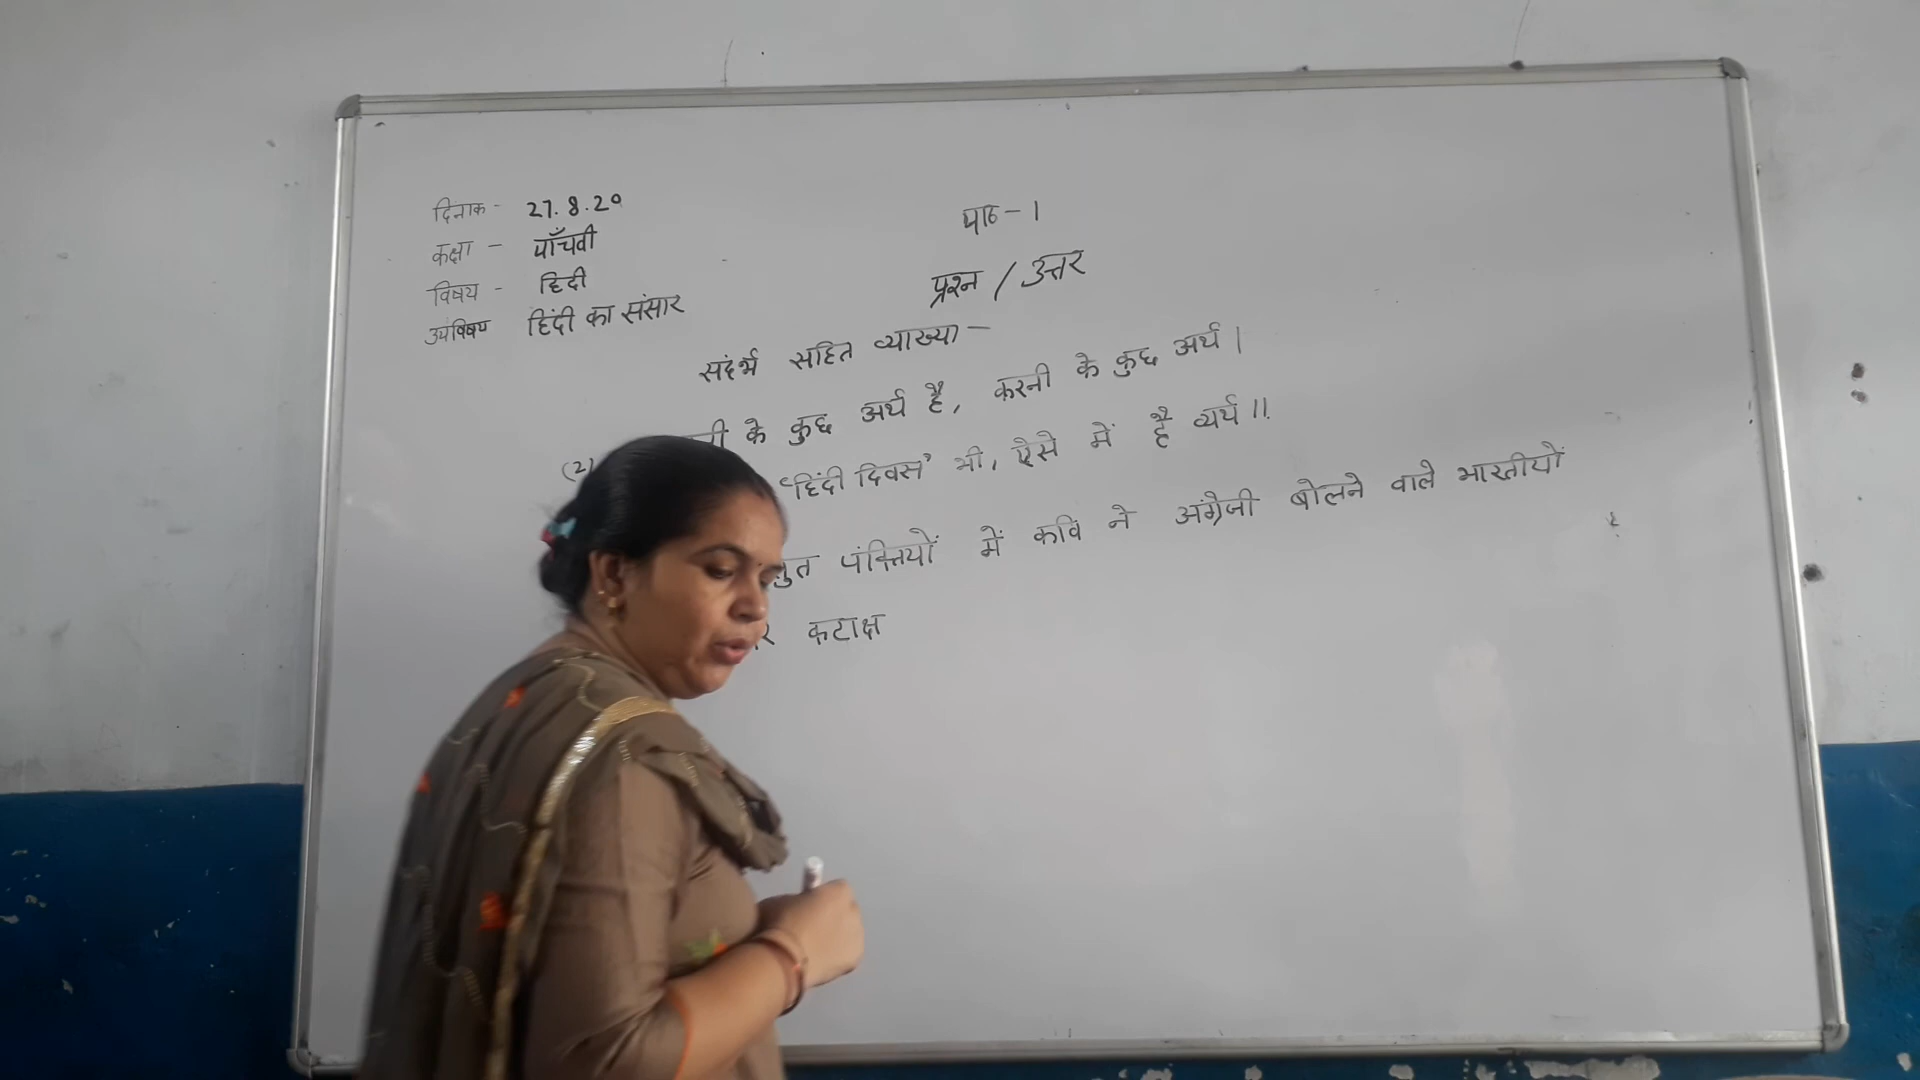 दिनाक - 27.8.20
कक्षा - पाँचवी
विषय - हिदी
उपविषय हिंदी का संसार
पाठ - 1
प्रश्न / उत्तर
संदर्भ सहित व्याख्या -
(2) के कुछ अर्थ है, करनी के कुछ अर्थ |
'हिंदी दिवस' भी, ऐसे में है व्यर्थ ||.
पंक्तियों में कवि ने अंग्रेजी बोलने वाले भारतीयों
कटाक्ष